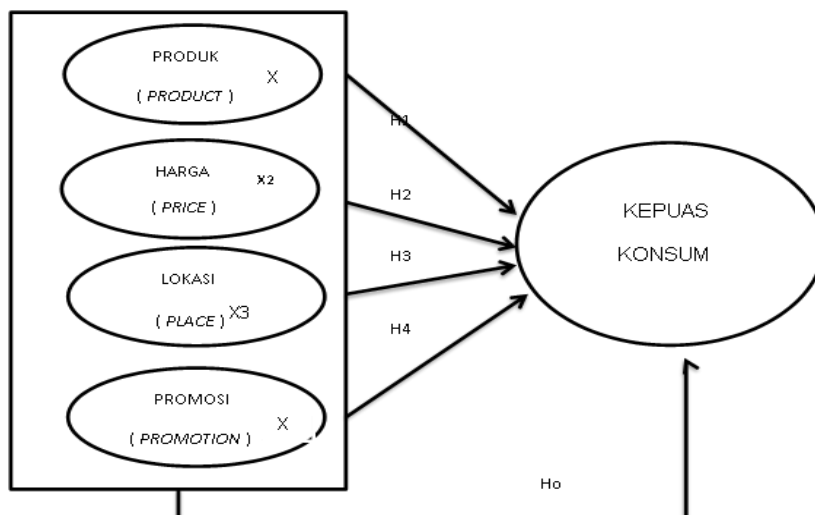 PRODUK
X
( PRODUCT )
H1
HARGA
X2
( PRICE )
H2
LOKASI
X3
( PLACE )
H3
PROMOSI
X
( PROMOTION )
H4
KEPUAS
KONSUM
Ho